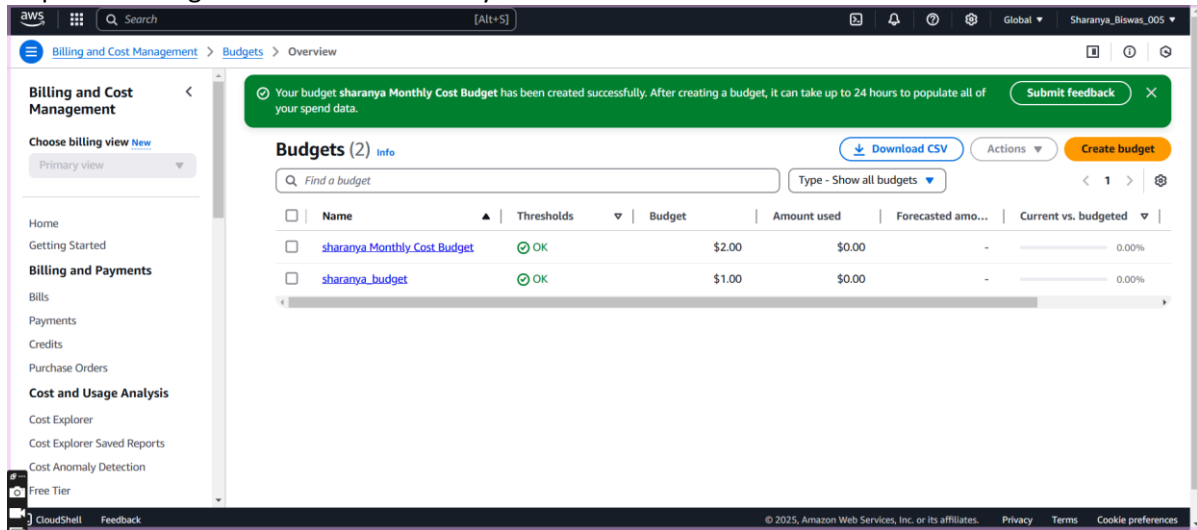 aws Search [Alt+S] Global Sharanya_Biswas_005
Billing and Cost Management > Budgets > Overview
Billing and Cost Management
Choose billing view New
Primary view
Home
Getting Started
Billing and Payments
Bills
Payments
Credits
Purchase Orders
Cost and Usage Analysis
Cost Explorer
Cost Explorer Saved Reports
Cost Anomaly Detection
Free Tier
Your budget sharanya Monthly Cost Budget has been created successfully. After creating a budget, it can take up to 24 hours to populate all of
your spend data.
Submit feedback
Budgets (2) Info
Download CSV Actions Create budget
Find a budget Type - Show all budgets < 1 >
Name Thresholds Budget Amount used Forecasted amo... Current vs. budgeted
sharanya Monthly Cost Budget OK $2.00 $0.00 - 0.00%
sharanya_budget OK $1.00 $0.00 - 0.00%
CloudShell Feedback © 2025, Amazon Web Services, Inc. or its affiliates. Privacy Terms Cookie preferences